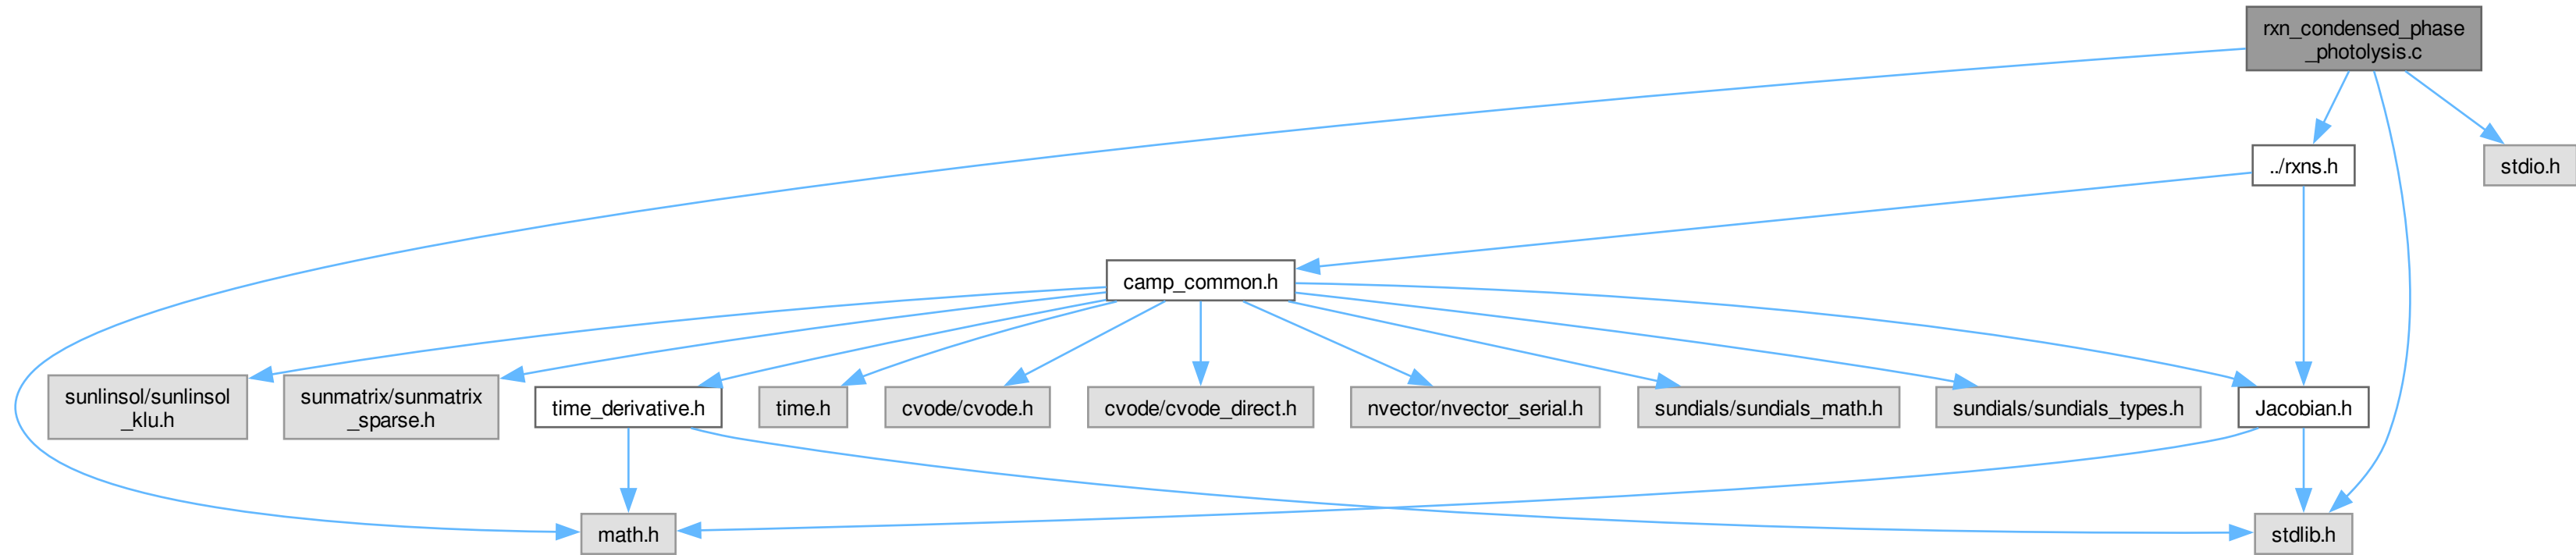 rxn_condensed_phase
_photolysis.c
../rxns.h
stdio.h
camp_common.h
sunlinsol/sunlinsol
_klu.h
sunmatrix/sunmatrix
_sparse.h
time_derivative.h
time.h
cvode/cvode.h
cvode/cvode_direct.h
nvector/nvector_serial.h
sundials/sundials_math.h
sundials/sundials_types.h
Jacobian.h
math.h
stdlib.h